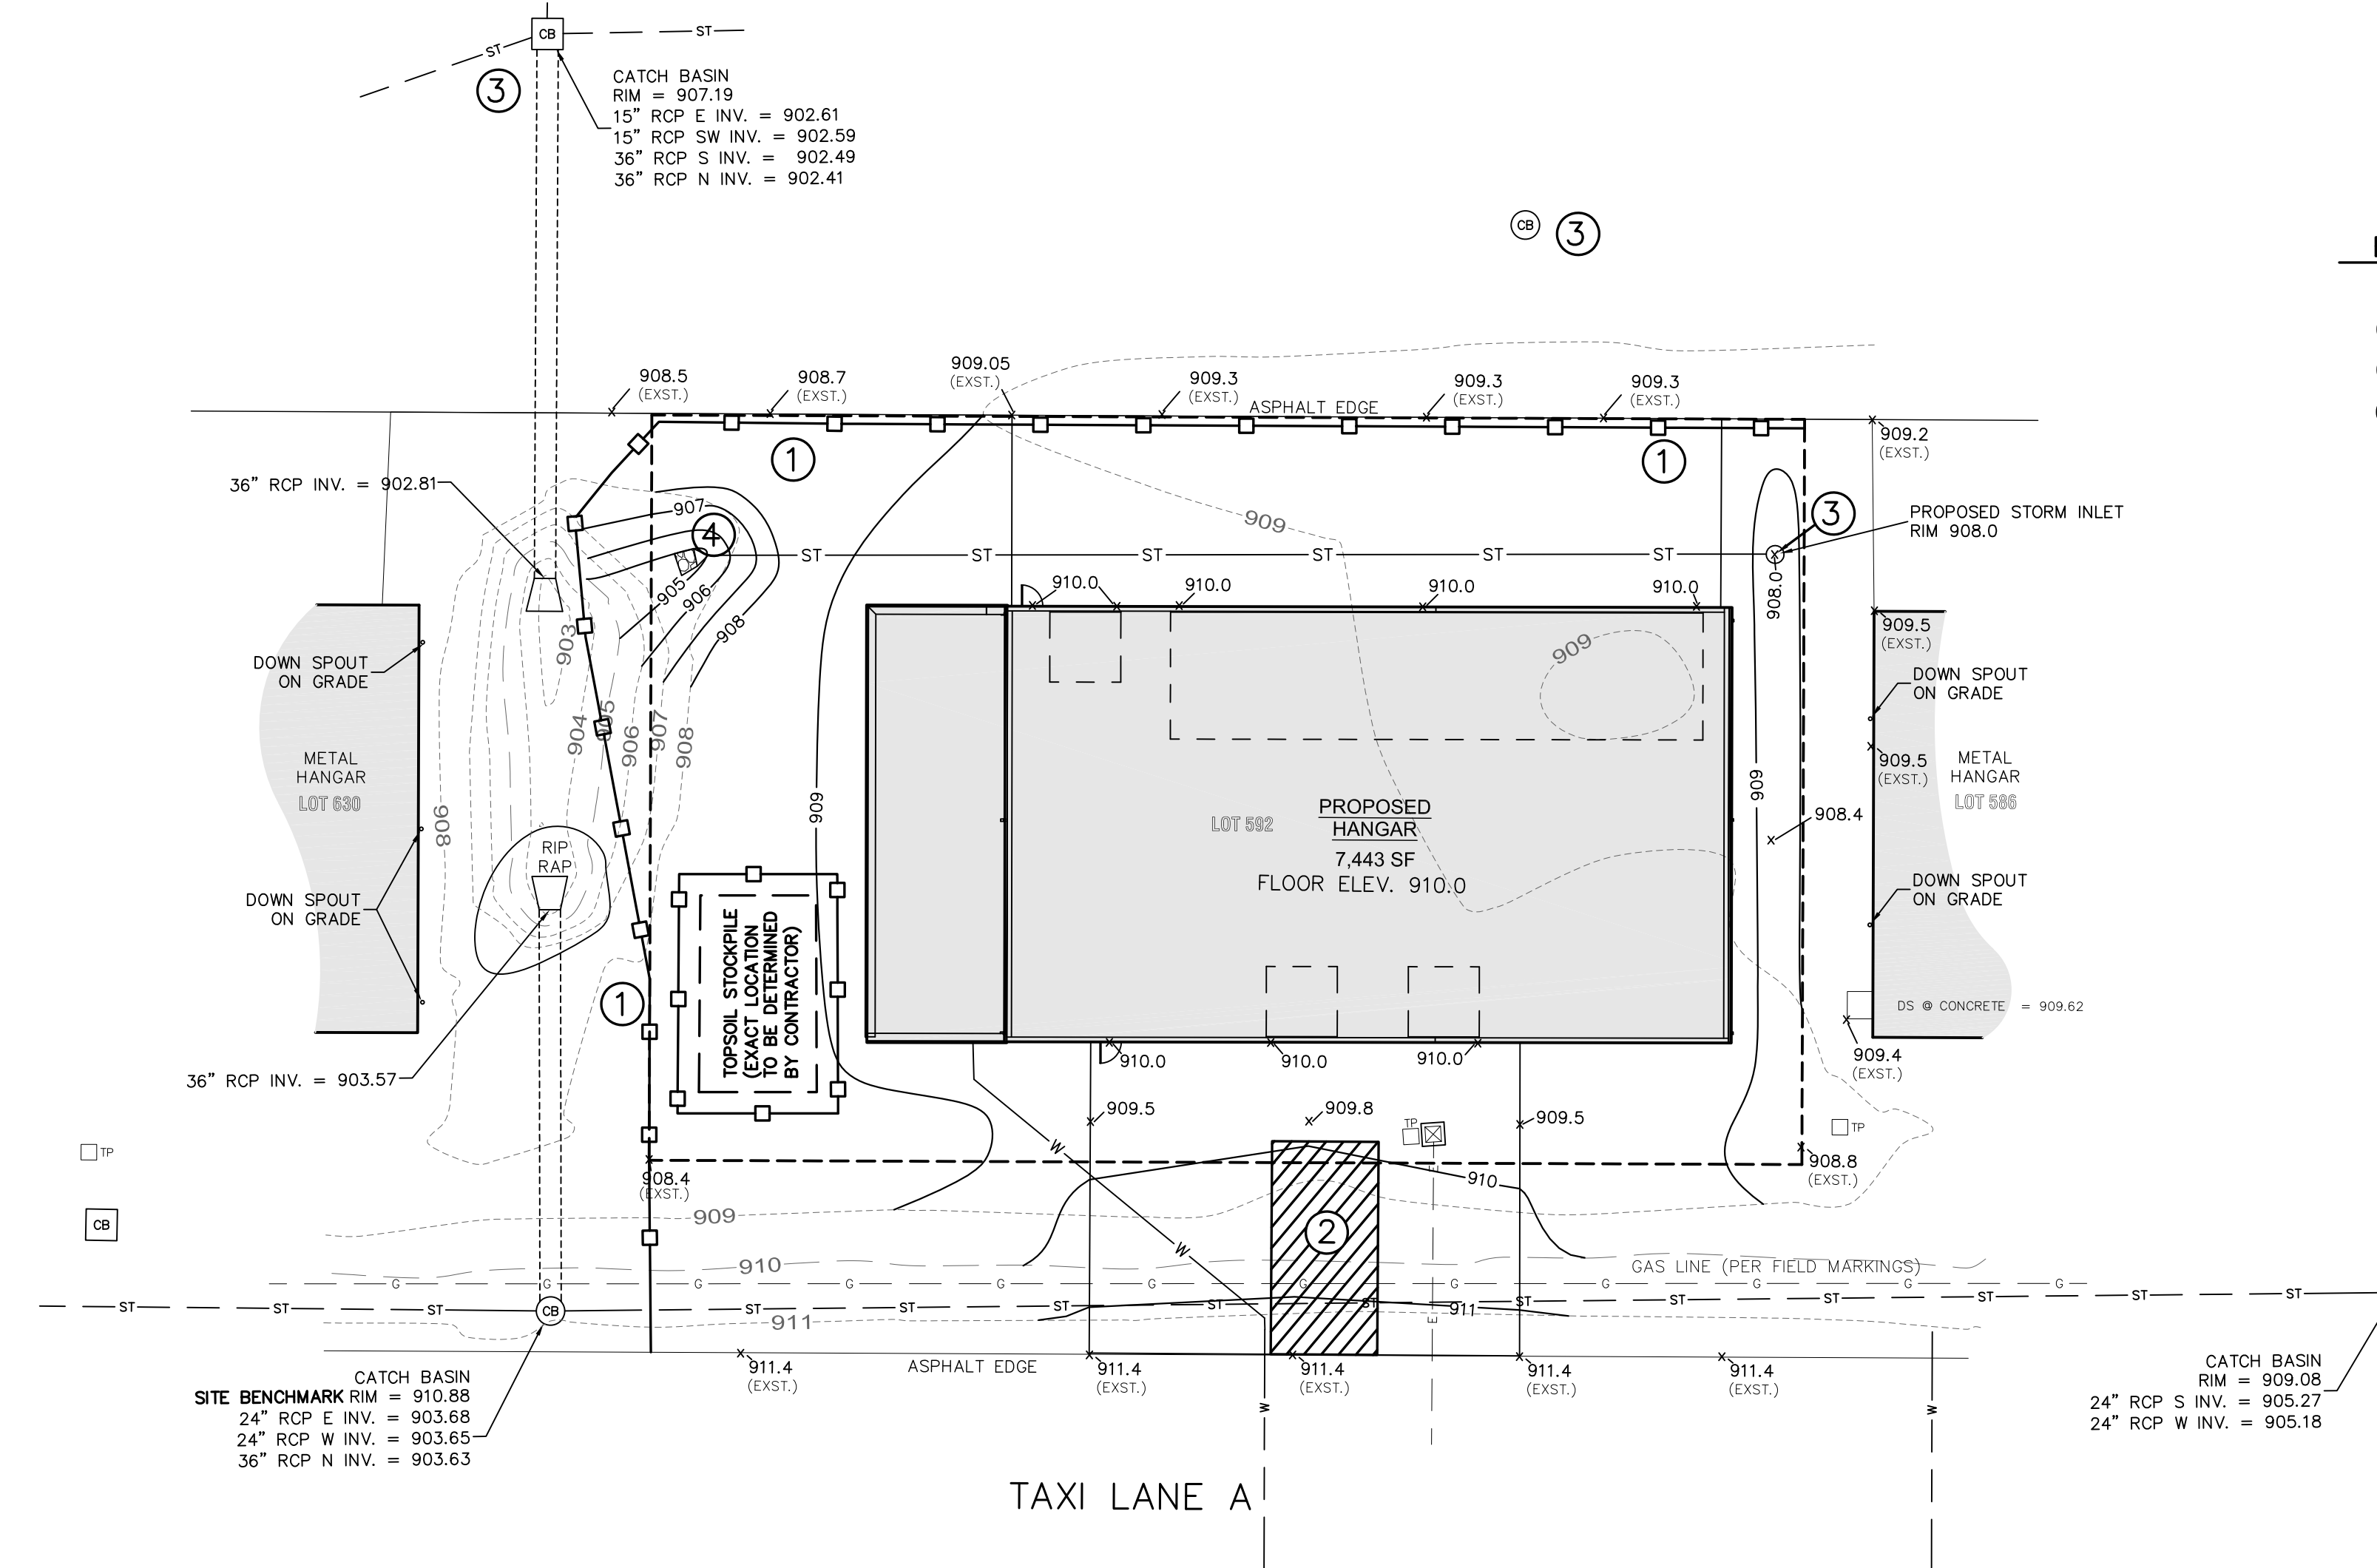 CB
ST
ST
3
CATCH BASIN
RIM = 907.19
15" RCP E INV. = 902.61
15" RCP SW INV. = 902.59
36" RCP S INV. = 902.49
36" RCP N INV. = 902.41
CB
3
908.5
(EXST.)
908.7
(EXST.)
909.05
(EXST.)
909.3
(EXST.)
909.3
(EXST.)
909.3
(EXST.)
ASPHALT EDGE
909.2
(EXST.)
1
1
36" RCP INV. = 902.81
907
4
909
3
PROPOSED STORM INLET
RIM 908.0
ST
ST
ST
ST
ST
ST
908.0
905
906
908
910.0
910.0
910.0
910.0
909.5
(EXST.)
903
904
905
906
907
908
908
909
909
909
DOWN SPOUT
ON GRADE
DOWN SPOUT
ON GRADE
METAL
HANGAR
LOT 630
909.5
(EXST.)
METAL
HANGAR
LOT 586
LOT 592
PROPOSED
HANGAR
7,443 SF
FLOOR ELEV. 910.0
908.4
RIP
RAP
DOWN SPOUT
ON GRADE
DOWN SPOUT
ON GRADE
TOPSOIL STOCKPILE
(EXACT LOCATION
TO BE DETERMINED
BY CONTRACTOR)
1
DS @ CONCRETE = 909.62
909.4
(EXST.)
36" RCP INV. = 903.57
910.0
910.0
910.0
909.5
909.8
909.5
TP
TP
TP
W
908.4
(EXST.)
908.8
(EXST.)
E
910
CB
909
2
W
910
GAS LINE (PER FIELD MARKINGS)
G
G
G
G
G
G
G
G
G
G
G
G
ST
ST
ST
CB
ST
ST
ST
ST
ST
ST
ST
ST
ST
ST
ST
911
911
E
ASPHALT EDGE
911.4
(EXST.)
911.4
(EXST.)
911.4
(EXST.)
911.4
(EXST.)
911.4
(EXST.)
CATCH BASIN
SITE BENCHMARK RIM = 910.88
24" RCP E INV. = 903.68
24" RCP W INV. = 903.65
36" RCP N INV. = 903.63
W
W
CATCH BASIN
RIM = 909.08
24" RCP S INV. = 905.27
24" RCP W INV. = 905.18
TAXI LANE A